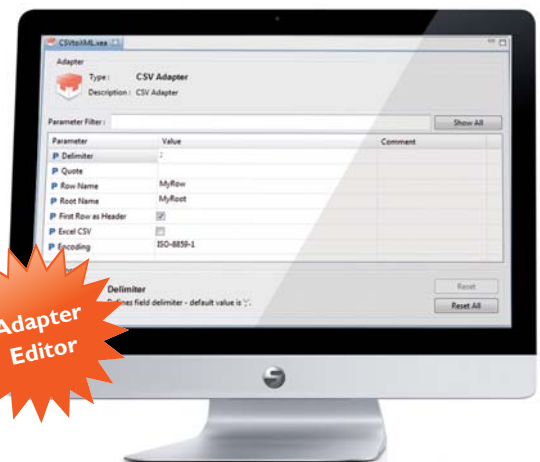 CSVtoXML.xea
Adapter
Type: CSV Adapter
Description: CSV Adapter
Parameter Filter: Show All
Parameter Value Comment
P Delimiter ;
P Quote
P Row Name MyRow
P Root Name MyRoot
P First Row as Header
P Excel CSV
P Encoding ISO-8859-1
Delimiter Reset
Defines field delimiter - default value is ';'.
Reset All
Adapter
Editor